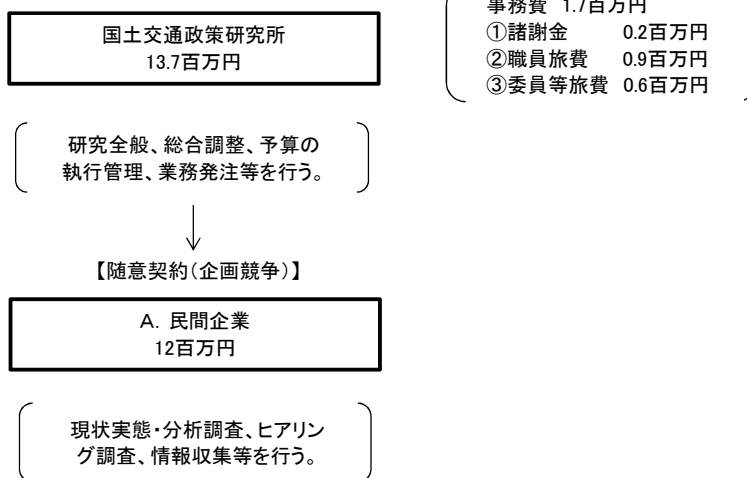 事務費 1.7百万円
国土交通政策研究所
13.7百万円
①諸謝金 0.2百万円
②職員旅費 0.9百万円
③委員等旅費 0.6百万円
研究全般、総合調整、予算の
執行管理、業務発注等を行う。
【随意契約(企画競争)】
A. 民間企業
12百万円
現状実態・分析調査、ヒアリン
グ調査、情報収集等を行う。